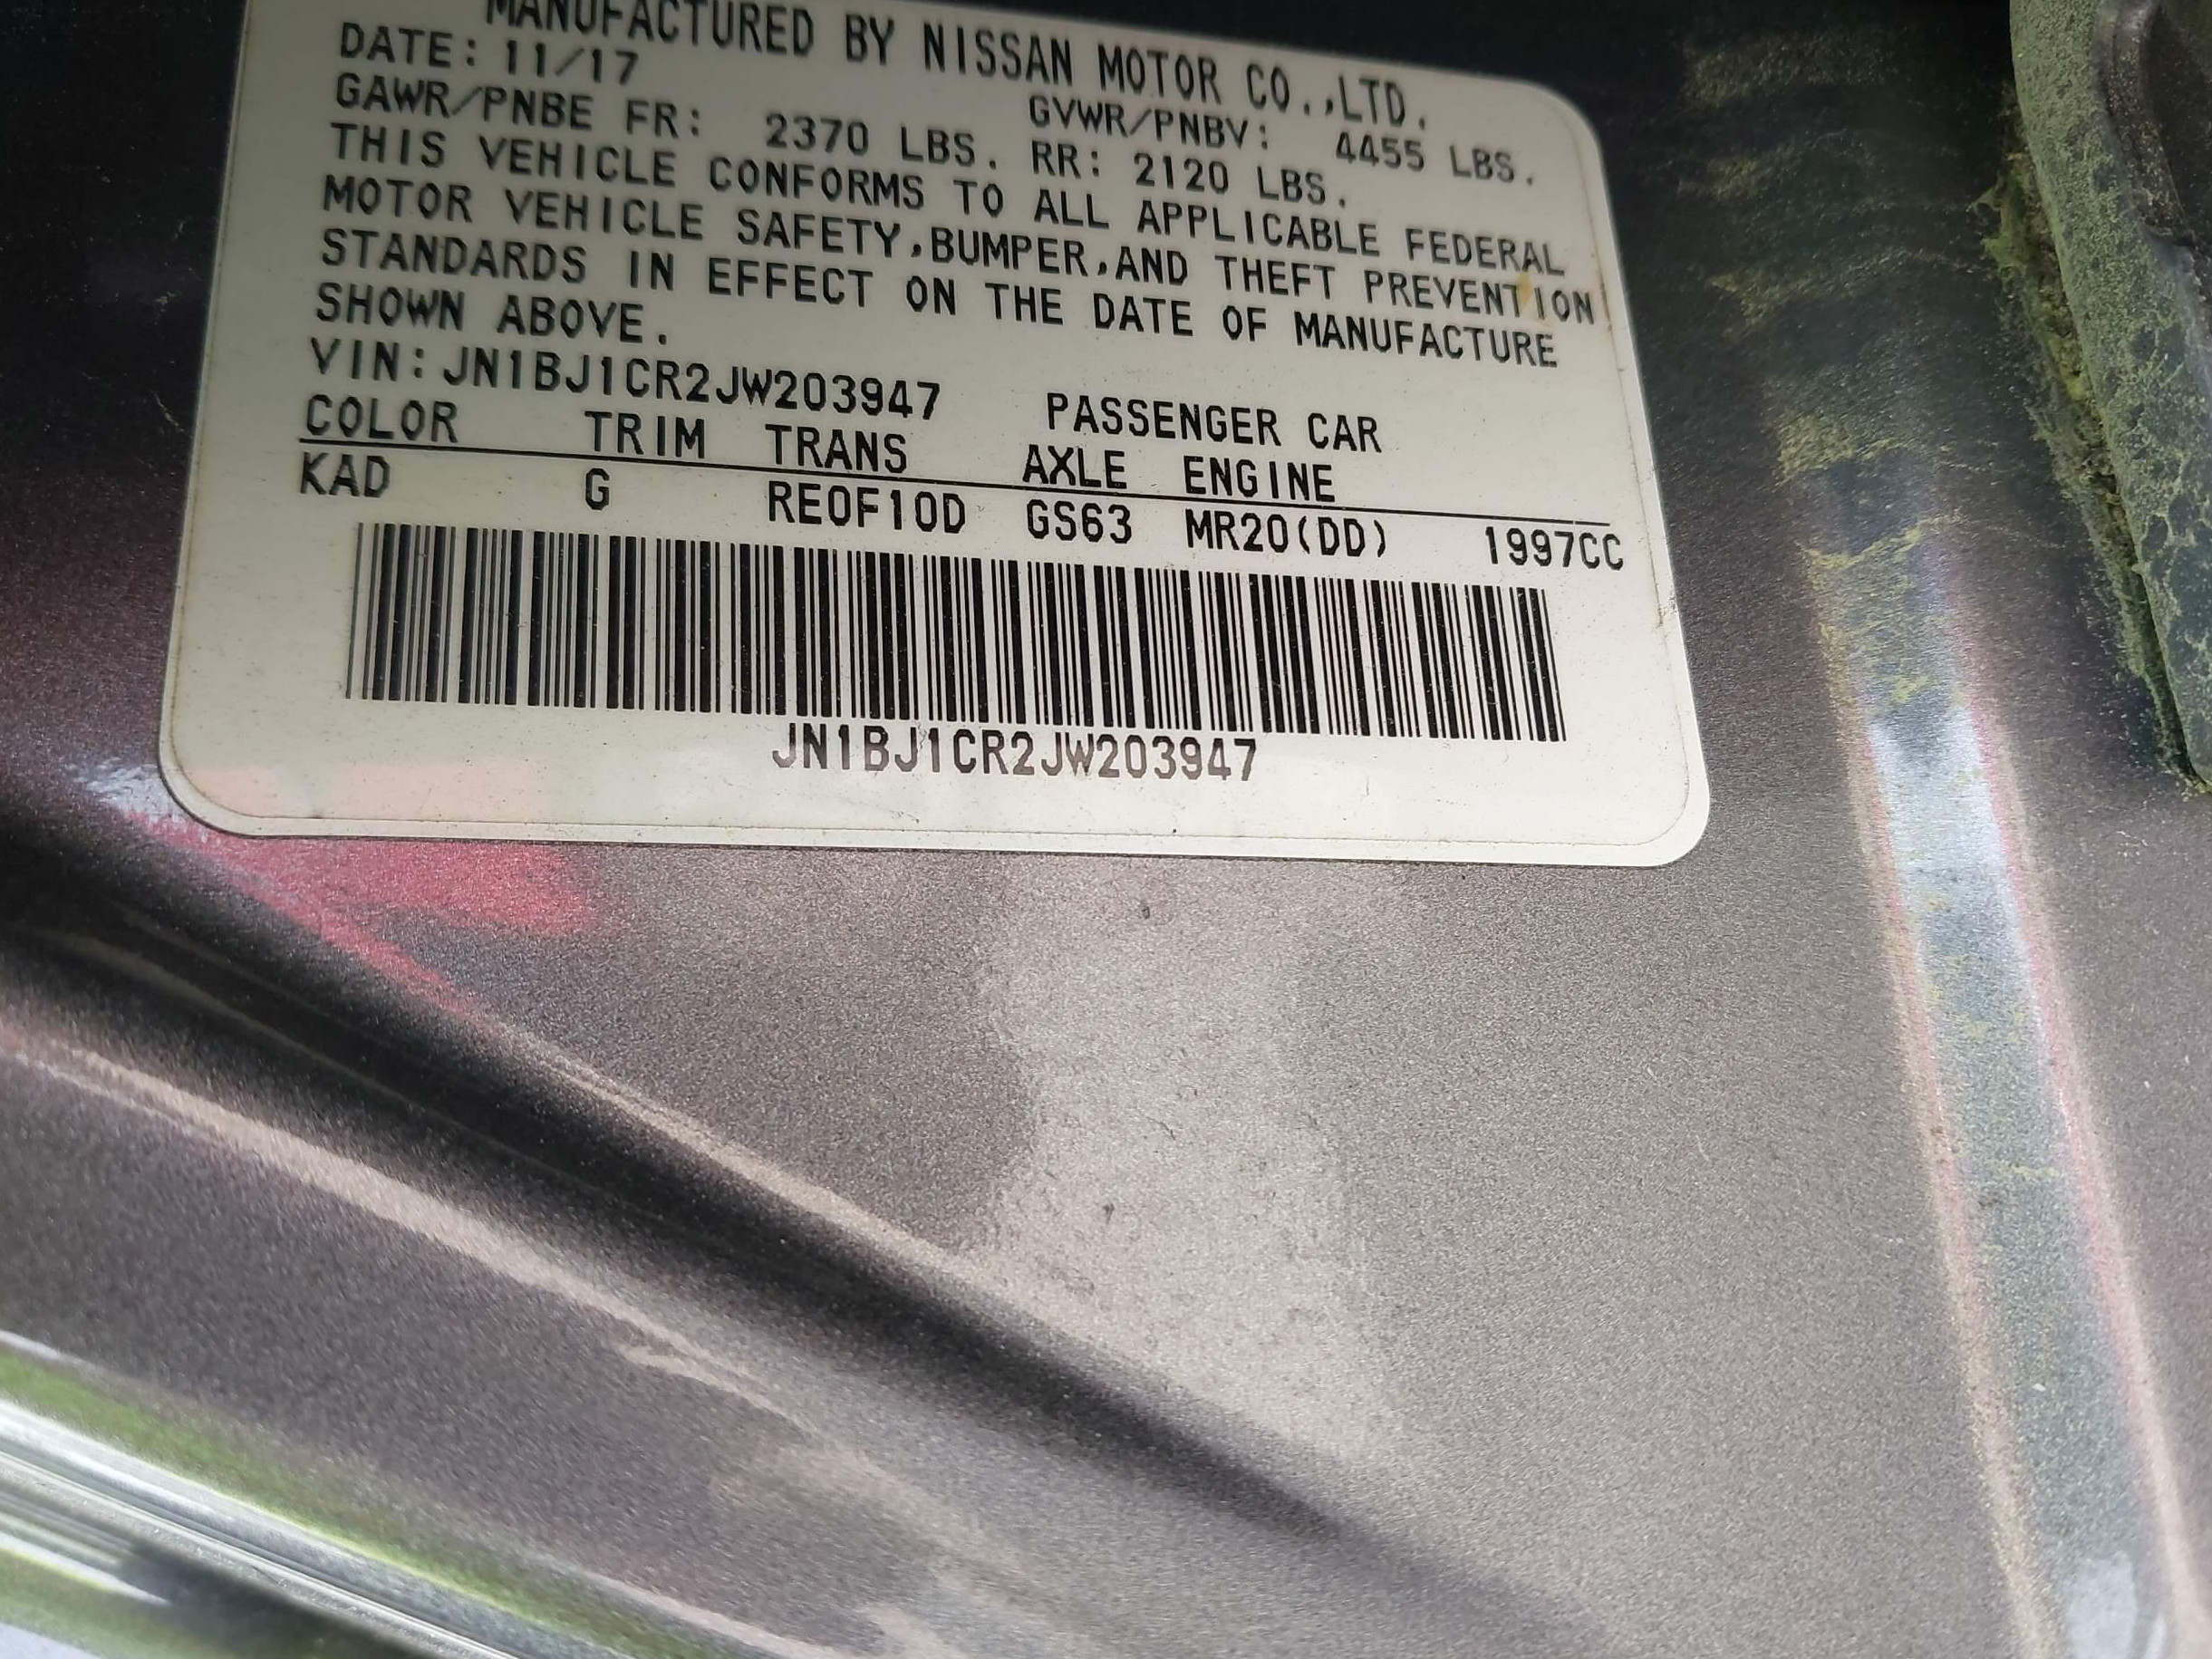 MANUFACTURED BY NISSAN MOTOR CO.,LTD.
DATE: 11/17 GVWR/PNBV: 4455 LBS.
GAWR/PNBE FR: 2370 LBS. RR: 2120 LBS.
THIS VEHICLE CONFORMS TO ALL APPLICABLE FEDERAL
MOTOR VEHICLE SAFETY,BUMPER,AND THEFT PREVENTION
STANDARDS IN EFFECT ON THE DATE OF MANUFACTURE
SHOWN ABOVE.
VIN:JN1BJ1CR2JW203947 PASSENGER CAR
COLOR TRIM TRANS AXLE ENGINE
KAD G RE0F10D GS63 MR20(DD) 1997CC
JN1BJ1CR2JW203947